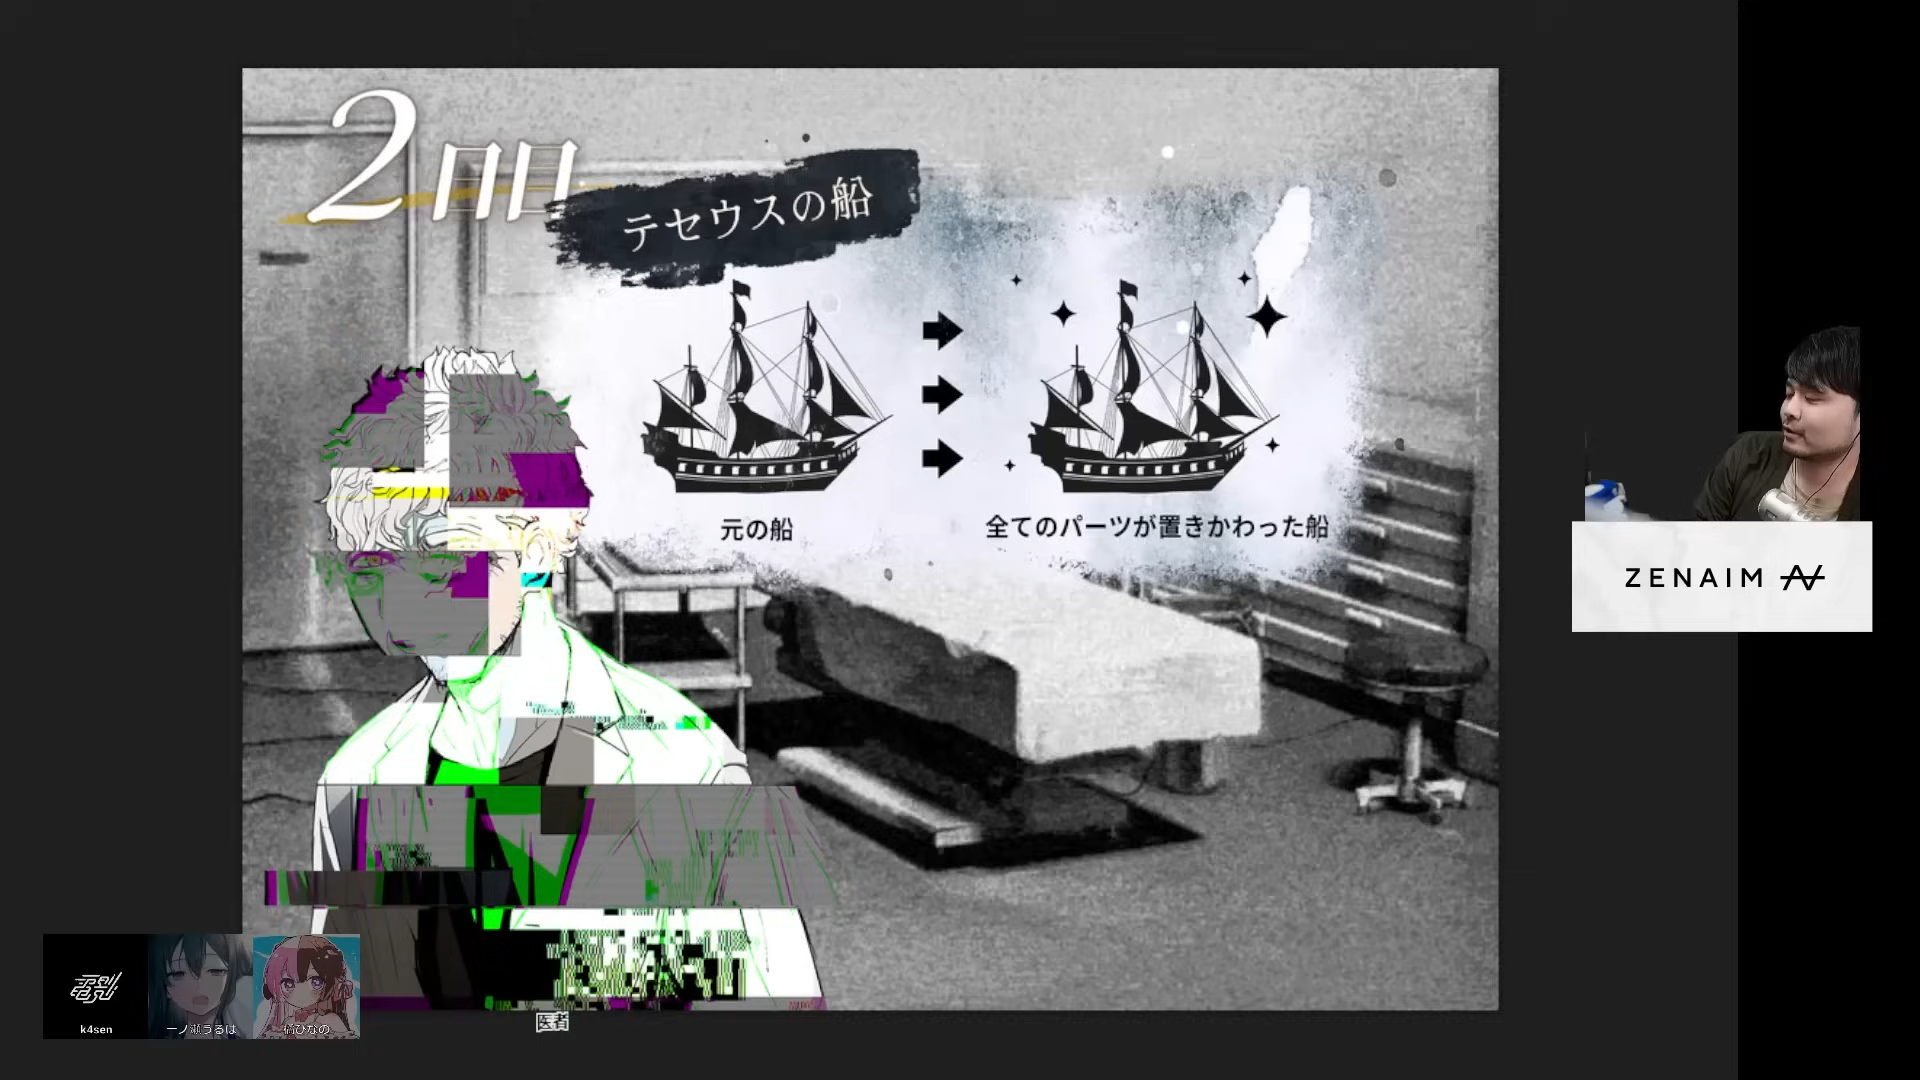 2日目
テセウスの船
元の船
全てのパーツが置きかわった船
ZENAIM
k4sen
一ノ瀬うるは
橘ひなの
医者